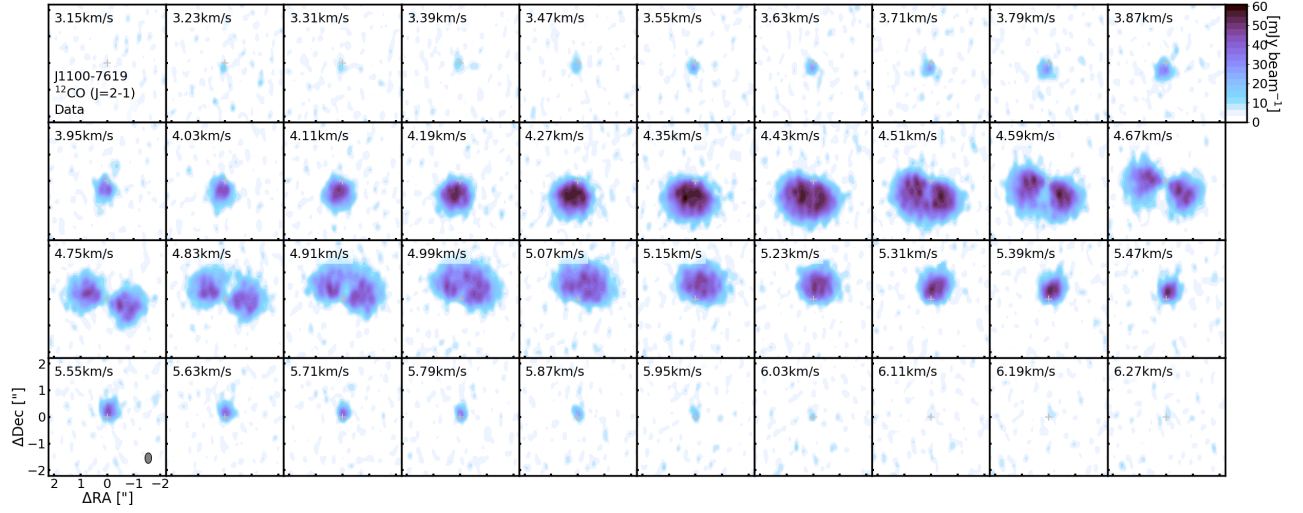 3.15km/s 3.23km/s 3.31km/s 3.39km/s 3.47km/s 3.55km/s 3.63km/s 3.71km/s 3.79km/s 3.87km/s
J1100-7619
¹²CO (J=2-1)
Data
60
50
40
30
20
10
0
[mJy beam⁻¹]
3.95km/s 4.03km/s 4.11km/s 4.19km/s 4.27km/s 4.35km/s 4.43km/s 4.51km/s 4.59km/s 4.67km/s
4.75km/s 4.83km/s 4.91km/s 4.99km/s 5.07km/s 5.15km/s 5.23km/s 5.31km/s 5.39km/s 5.47km/s
5.55km/s 5.63km/s 5.71km/s 5.79km/s 5.87km/s 5.95km/s 6.03km/s 6.11km/s 6.19km/s 6.27km/s
2
1
0
−1
−2
ΔDec ["]
2 1 0 −1 −2
ΔRA ["]